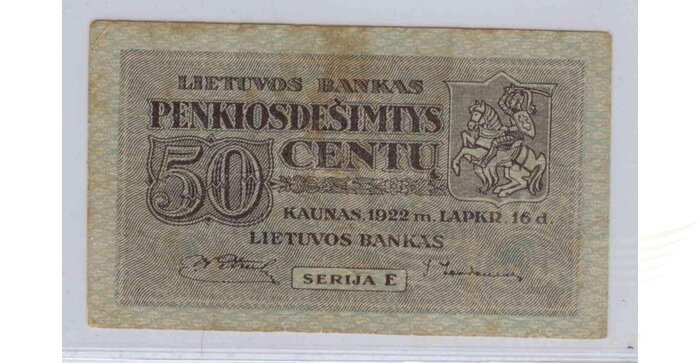 LIETUVOS BANKAS
PENKIOSDEŠIMTYS
50 CENTŲ
KAUNAS, 1922 m. LAPKR. 16 d.
LIETUVOS BANKAS
SERIJA E